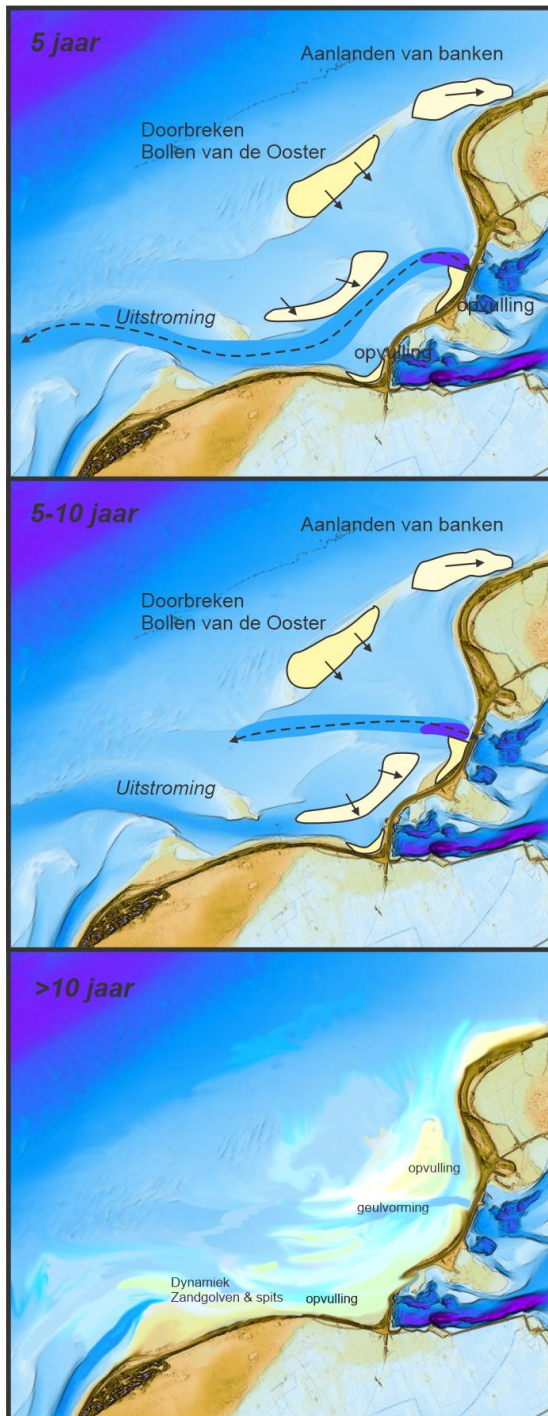 5 jaar
Aanlanden van banken
Doorbreken
Bollen van de Ooster
Uitstroming
opvulling
opvulling
5-10 jaar
Aanlanden van banken
Doorbreken
Bollen van de Ooster
Uitstroming
>10 jaar
opvulling
geulvorming
Dynamiek
Zandgolven & spits
opvulling